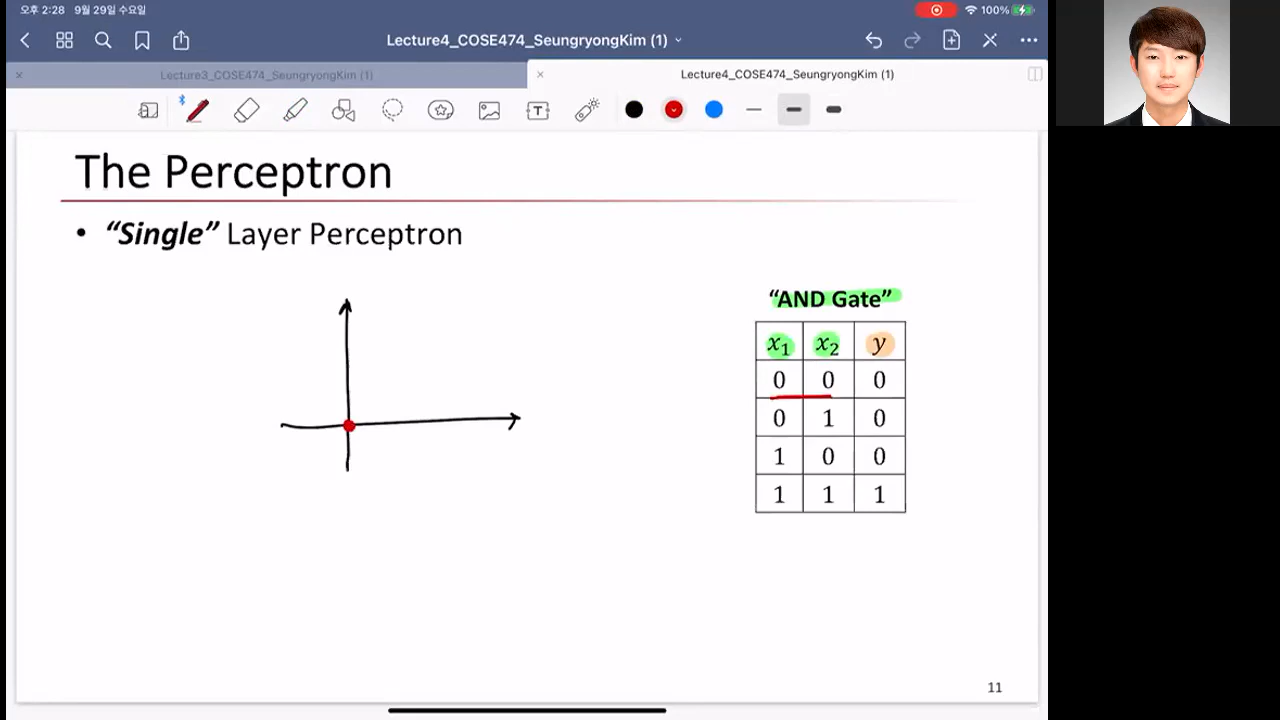 오후 2:28 9월 29일 수요일
100%
Lecture4_COSE474_SeungryongKim (1)
Lecture3_COSE474_SeungryongKim (1)
Lecture4_COSE474_SeungryongKim (1)
T
The Perceptron
• “Single” Layer Perceptron
“AND Gate”
x₁ x₂ y
0 0 0
0 1 0
1 0 0
1 1 1
11